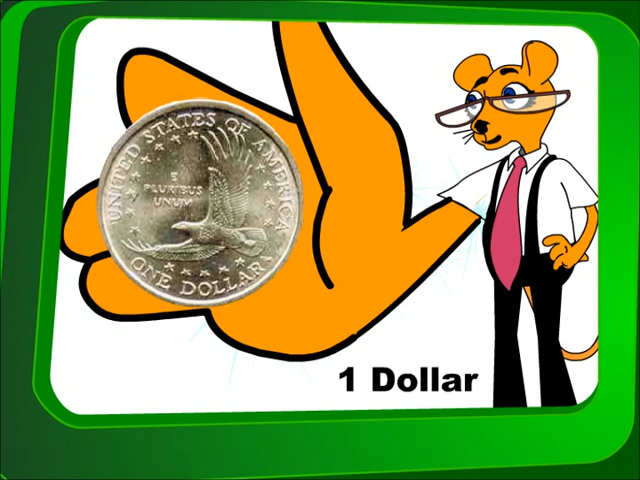 UNITED STATES OF AMERICA
E
PLURIBUS
UNUM
ONE DOLLAR
1 Dollar